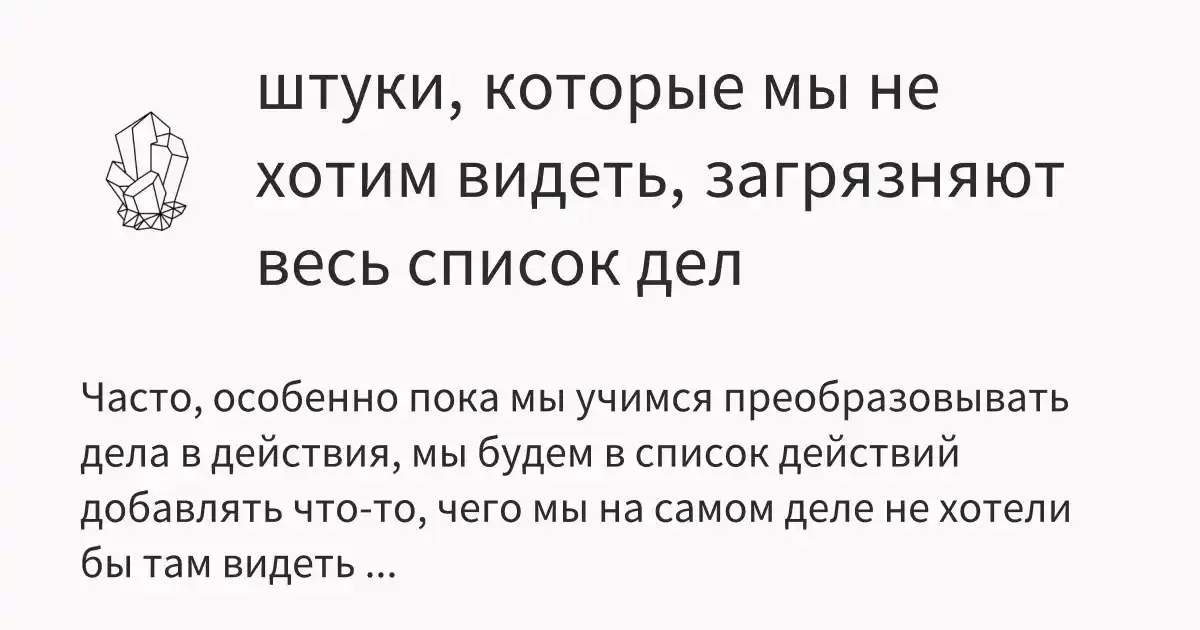 штуки, которые мы не
хотим видеть, загрязняют
весь список дел
Часто, особенно пока мы учимся преобразовывать
дела в действия, мы будем в список действий
добавлять что-то, чего мы на самом деле не хотели
бы там видеть ...